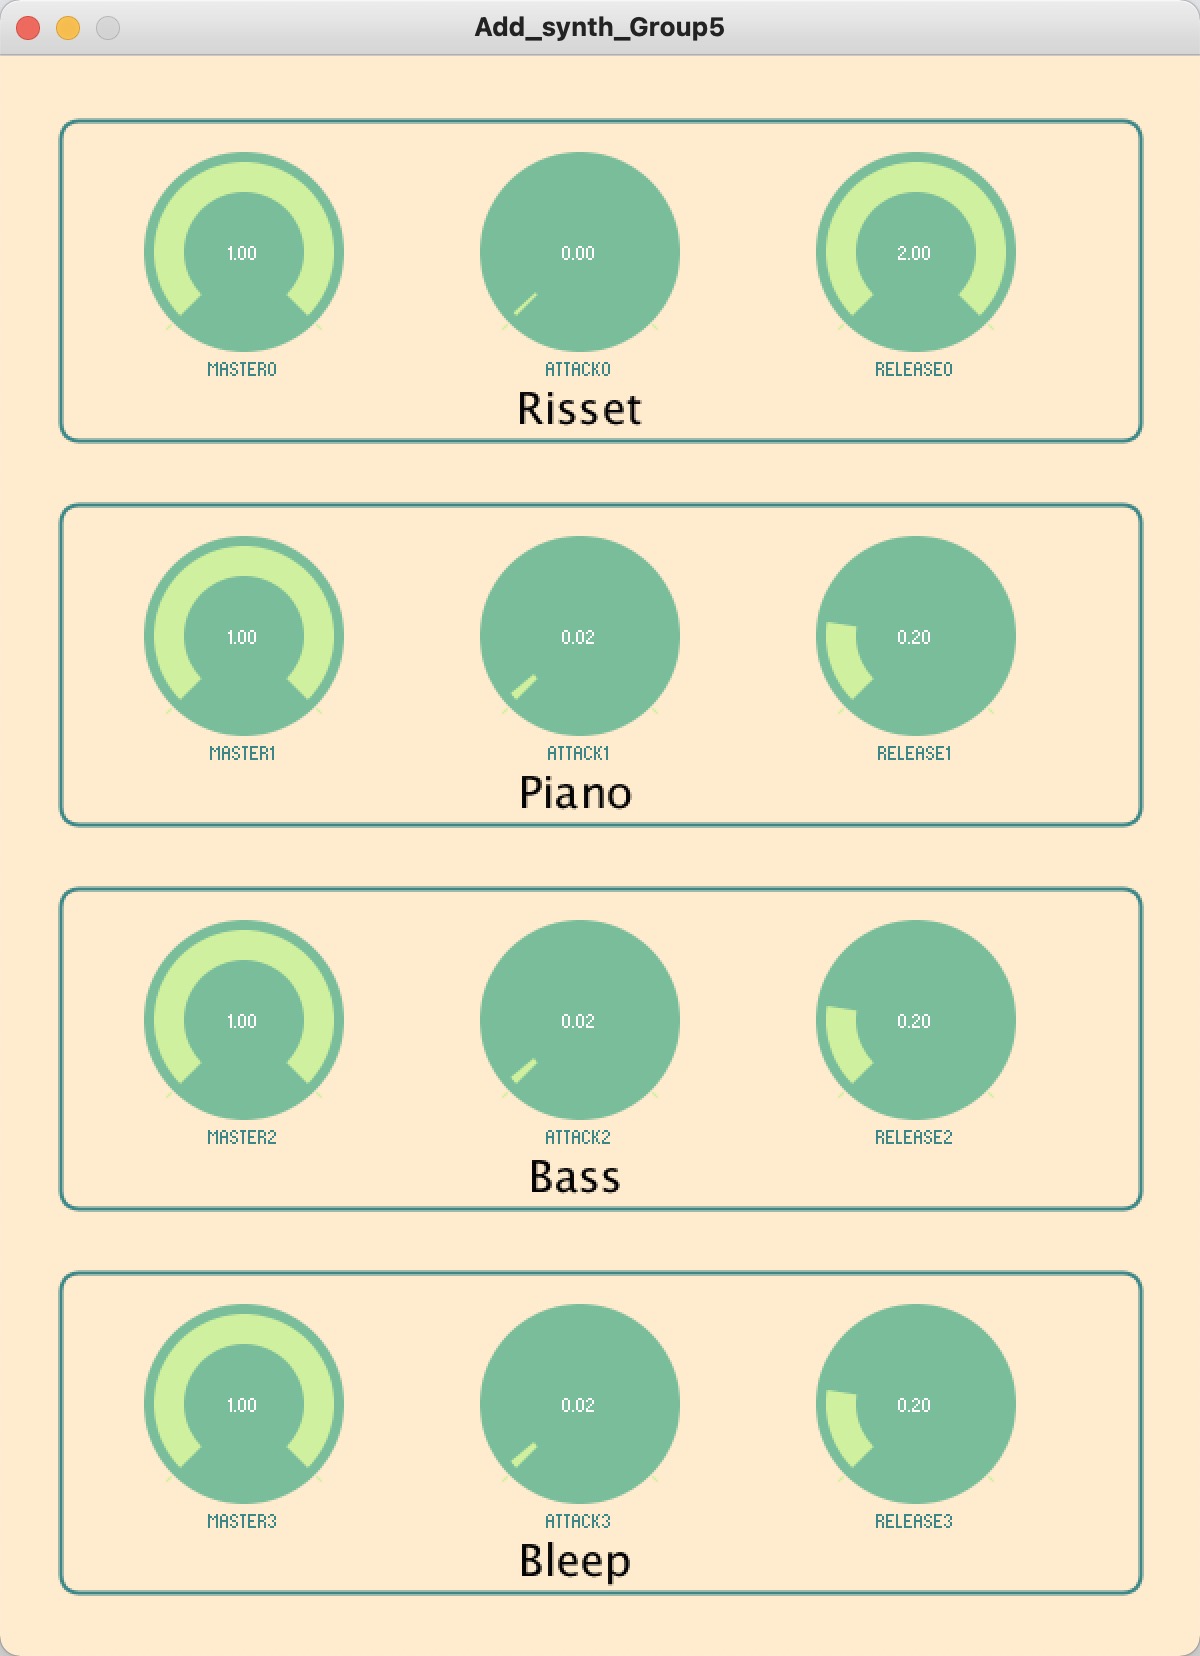 Add_synth_Group5
1.00 0.00 2.00
MASTER0 ATTACK0 RELEASE0
Risset
1.00 0.02 0.20
MASTER1 ATTACK1 RELEASE1
Piano
1.00 0.02 0.20
MASTER2 ATTACK2 RELEASE2
Bass
1.00 0.02 0.20
MASTER3 ATTACK3 RELEASE3
Bleep